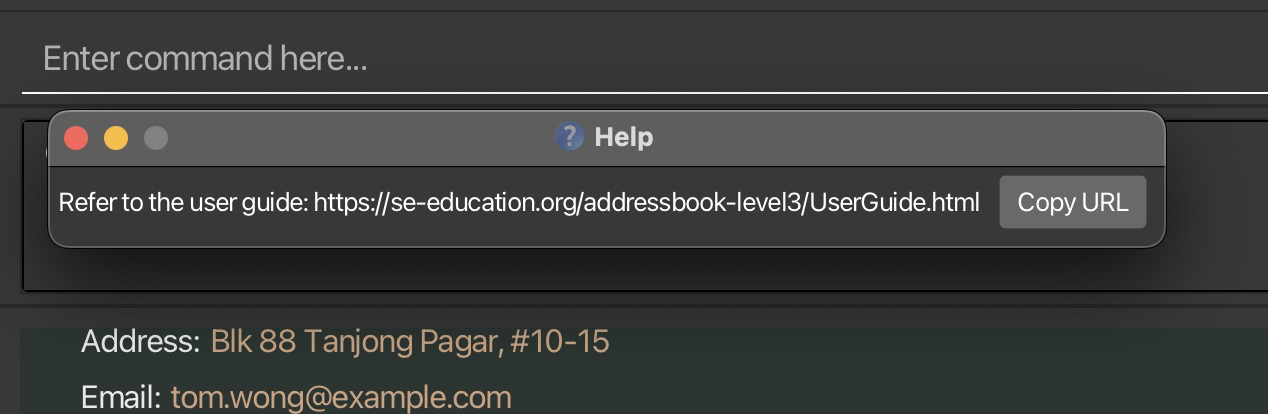 Enter command here...
Help
Refer to the user guide: https://se-education.org/addressbook-level3/UserGuide.html Copy URL
Address: Blk 88 Tanjong Pagar, #10-15
Email: tom.wong@example.com